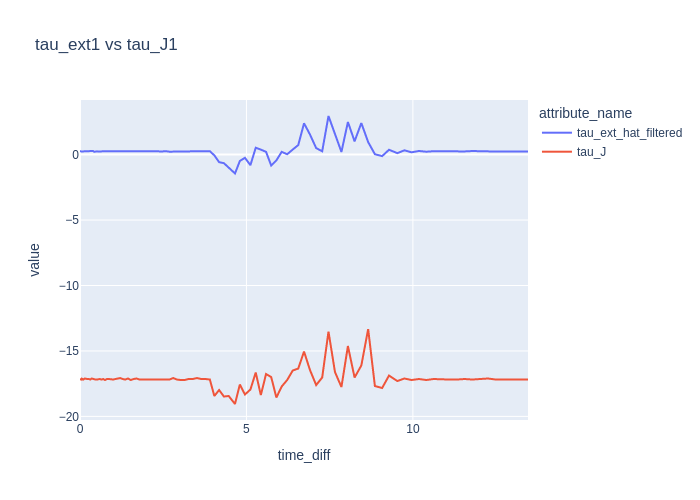 tau_ext1 vs tau_J1
attribute_name
tau_ext_hat_filtered
tau_J
value
0
−5
−10
−15
−20
0
5
10
time_diff